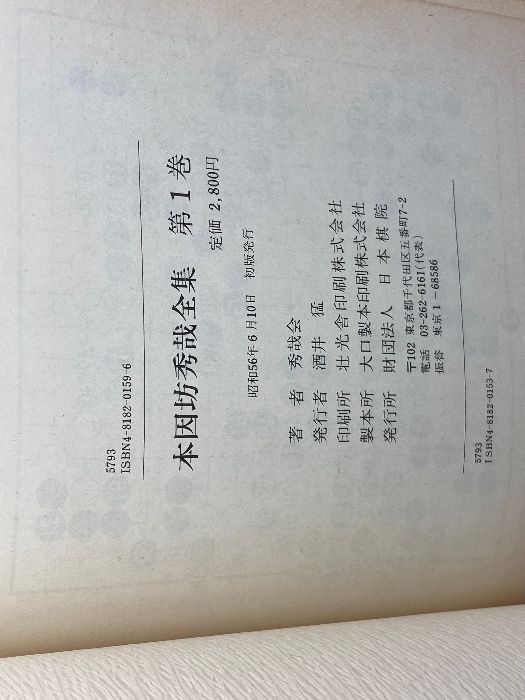 5793
ISBN4-8182-0159-6
本因坊秀哉全集 第1巻
定価 2,800円
昭和56年6月10日 初版発行
著者 秀哉会
発行者 酒井 猛
印刷所 壮光舎印刷株式会社
製本所 大口製本印刷株式会社
発行所 財団法人 日本棋院
〒102 東京都千代田区五番町7-2
電話 03-262-6161(代表)
振替 東京1-68586
5793
ISBN4-8182-0153-7